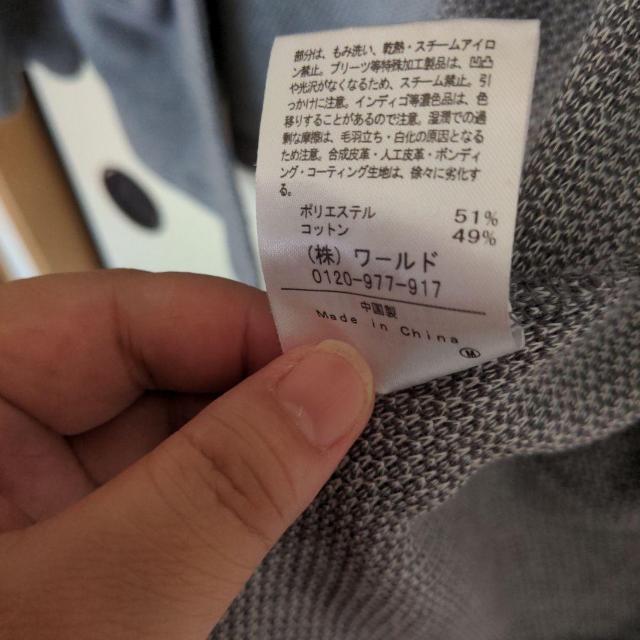 部分は、もみ洗い、乾熱・スチームアイロ
ン禁止。プリーツ等特殊加工製品は、凹凸
や光沢がなくなるため、スチーム禁止。引
っかけに注意。インディゴ等濃色品は、色
移りすることがあるので注意。湿潤での過
剰な摩擦は、毛羽立ち・白化の原因となる
ため注意。合成皮革・人工皮革・ボンディ
ング・コーティング生地は、徐々に劣化す
る。
ポリエステル 51%
コットン 49%
(株) ワールド
0120-977-917
中国製
Made in China
M